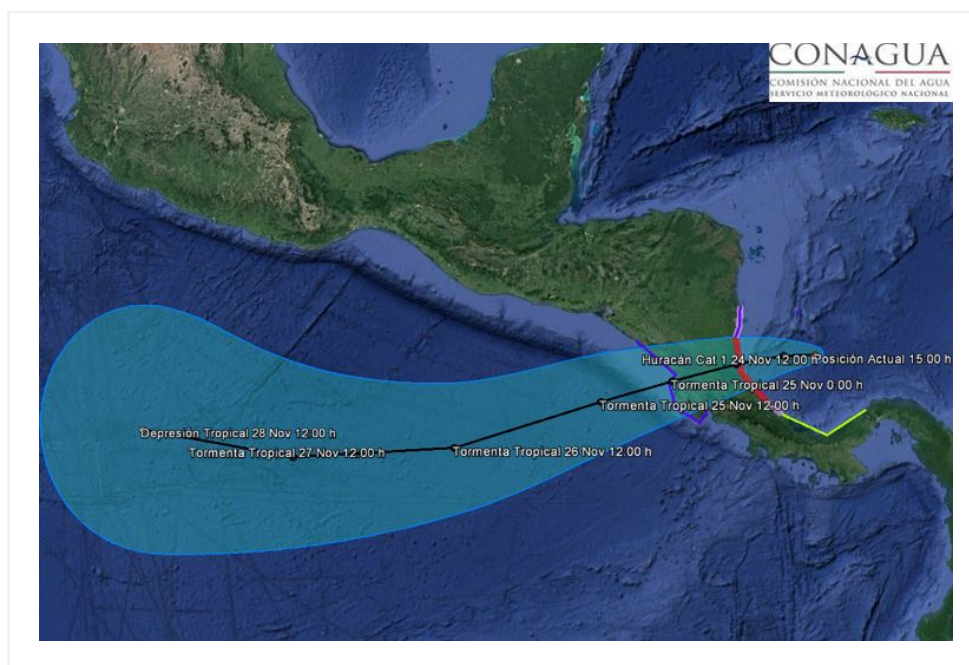 CONAGUA
COMISIÓN NACIONAL DEL AGUA
SERVICIO METEOROLÓGICO NACIONAL
Huracán Cat 1 24 Nov 12:00 h
Posición Actual 15:00 h
Tormenta Tropical 25 Nov 0:00 h
Tormenta Tropical 25 Nov 12:00 h
Depresión Tropical 28 Nov 12:00 h
Tormenta Tropical 27 Nov 12:00 h
Tormenta Tropical 26 Nov 12:00 h